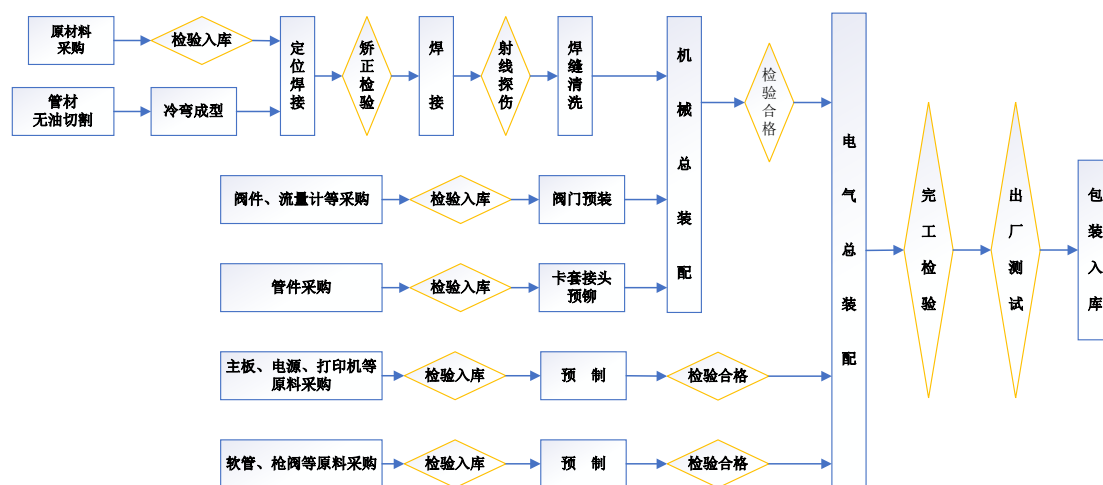 原材料
采购
检验入库
管材
无油切割
冷弯成型
定位焊接
矫正检验
焊接
射线探伤
焊缝清洗
机械总装配
检验合格
阀件、流量计等采购
检验入库
阀门预装
管件采购
检验入库
卡套接头
预铆
主板、电源、打印机等
原料采购
检验入库
预 制
检验合格
软管、枪阀等原料采购
检验入库
预 制
检验合格
电气总装配
完工检验
出厂测试
包装入库